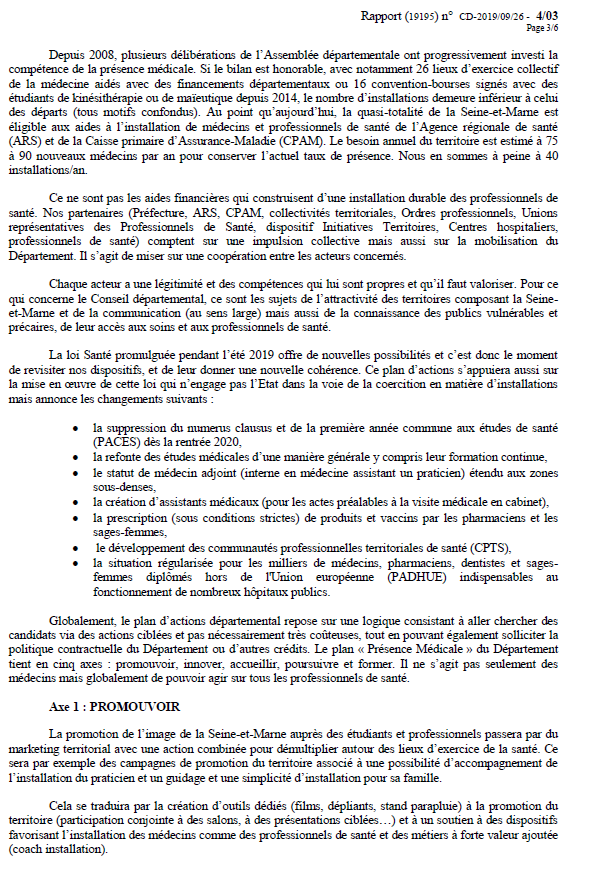 Rapport (19195) n° CD-2019/09/26 - 4/03
Page 3/6
Depuis 2008, plusieurs délibérations de l'Assemblée départementale ont progressivement investi la
compétence de la présence médicale. Si le bilan est honorable, avec notamment 26 lieux d'exercice collectif
de la médecine aidés avec des financements départementaux ou 16 convention-bourses signés avec des
étudiants de kinésithérapie ou de maïeutique depuis 2014, le nombre d'installations demeure inférieur à celui
des départs (tous motifs confondus). Au point qu'aujourd'hui, la quasi-totalité de la Seine-et-Marne est
éligible aux aides à l'installation de médecins et professionnels de santé de l'Agence régionale de santé
(ARS) et de la Caisse primaire d'Assurance-Maladie (CPAM). Le besoin annuel du territoire est estimé à 75
à 90 nouveaux médecins par an pour conserver l'actuel taux de présence. Nous en sommes à peine à 40
installations/an.
Ce ne sont pas les aides financières qui construisent d'une installation durable des professionnels de
santé. Nos partenaires (Préfecture, ARS, CPAM, collectivités territoriales, Ordres professionnels, Unions
représentatives des Professionnels de Santé, dispositif Initiatives Territoires, Centres hospitaliers,
professionnels de santé) comptent sur une impulsion collective mais aussi sur la mobilisation du
Département. Il s'agit de miser sur une coopération entre les acteurs concernés.
Chaque acteur a une légitimité et des compétences qui lui sont propres et qu'il faut valoriser. Pour ce
qui concerne le Conseil départemental, ce sont les sujets de l'attractivité des territoires composant la Seine-
et-Marne et de la communication (au sens large) mais aussi de la connaissance des publics vulnérables et
précaires, de leur accès aux soins et aux professionnels de santé.
La loi Santé promulguée pendant l'été 2019 offre de nouvelles possibilités et c'est donc le moment
de revisiter nos dispositifs, et de leur donner une nouvelle cohérence. Ce plan d'actions s'appuiera aussi sur
la mise en œuvre de cette loi qui n'engage pas l'Etat dans la voie de la coercition en matière d'installations
mais annonce les changements suivants :
• la suppression du numerus clausus et de la première année commune aux études de santé
(PACES) dès la rentrée 2020,
• la refonte des études médicales d'une manière générale y compris leur formation continue,
• le statut de médecin adjoint (interne en médecine assistant un praticien) étendu aux zones
sous-denses,
• la création d'assistants médicaux (pour les actes préalables à la visite médicale en cabinet),
• la prescription (sous conditions strictes) de produits et vaccins par les pharmaciens et les
sages-femmes,
• le développement des communautés professionnelles territoriales de santé (CPTS),
• la situation régularisée pour les milliers de médecins, pharmaciens, dentistes et sages-
femmes diplômés hors de l'Union européenne (PADHUE) indispensables au
fonctionnement de nombreux hôpitaux publics.
Globalement, le plan d'actions départemental repose sur une logique consistant à aller chercher des
candidats via des actions ciblées et pas nécessairement très coûteuses, tout en pouvant également solliciter la
politique contractuelle du Département ou d'autres crédits. Le plan « Présence Médicale » du Département
tient en cinq axes : promouvoir, innover, accueillir, poursuivre et former. Il ne s'agit pas seulement des
médecins mais globalement de pouvoir agir sur tous les professionnels de santé.
Axe 1 : PROMOUVOIR
La promotion de l'image de la Seine-et-Marne auprès des étudiants et professionnels passera par du
marketing territorial avec une action combinée pour démultiplier autour des lieux d'exercice de la santé. Ce
sera par exemple des campagnes de promotion du territoire associé à une possibilité d'accompagnement de
l'installation du praticien et un guidage et une simplicité d'installation pour sa famille.
Cela se traduira par la création d'outils dédiés (films, dépliants, stand parapluie) à la promotion du
territoire (participation conjointe à des salons, à des présentations ciblées…) et à un soutien à des dispositifs
favorisant l'installation des médecins comme des professionnels de santé et des métiers à forte valeur ajoutée
(coach installation).